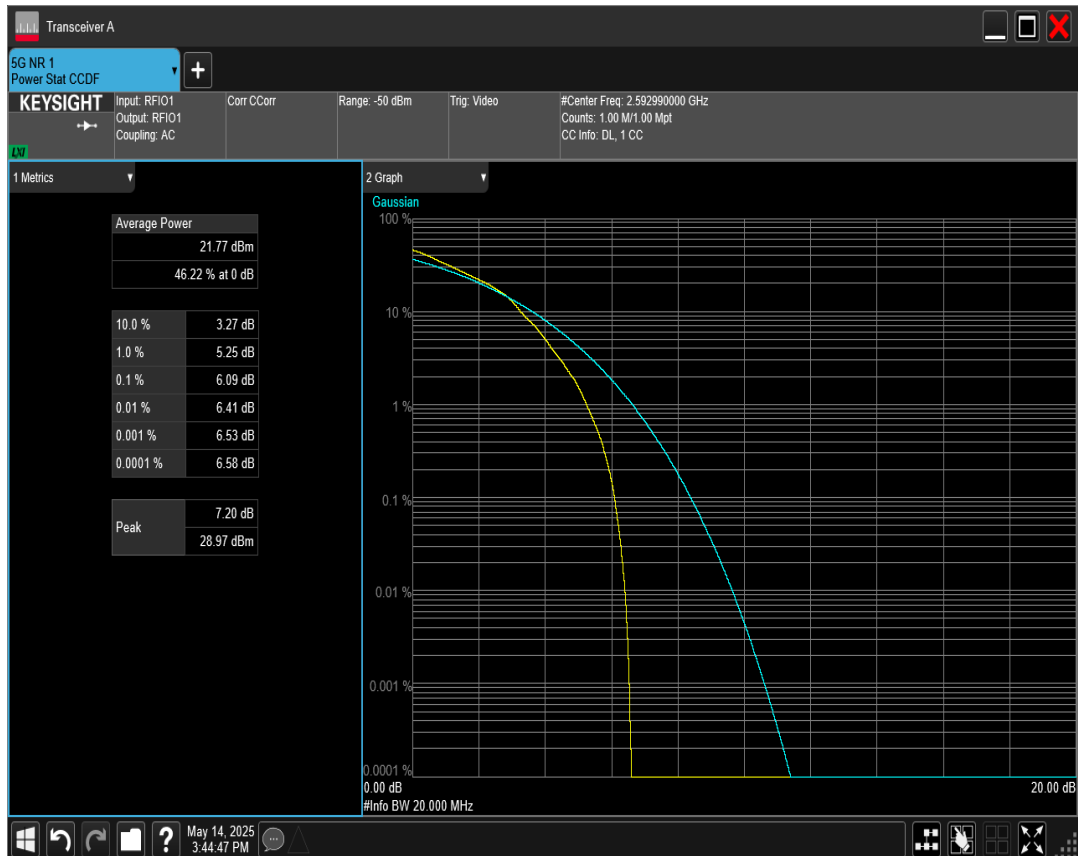 Transceiver A
5G NR 1
Power Stat CCDF
+
KEYSIGHT
LXI
Input: RFIO1
Output: RFIO1
Coupling: AC
Corr CCorr
Range: -50 dBm
Trig: Video
#Center Freq: 2.592990000 GHz
Counts: 1.00 M/1.00 Mpt
CC Info: DL, 1 CC
1 Metrics
Average Power
21.77 dBm
46.22 % at 0 dB
10.0 % 3.27 dB
1.0 % 5.25 dB
0.1 % 6.09 dB
0.01 % 6.41 dB
0.001 % 6.53 dB
0.0001 % 6.58 dB
Peak
7.20 dB
28.97 dBm
2 Graph
Gaussian
100 %
10 %
1 %
0.1 %
0.01 %
0.001 %
0.0001 %
0.00 dB 20.00 dB
#Info BW 20.000 MHz
?
May 14, 2025
3:44:47 PM